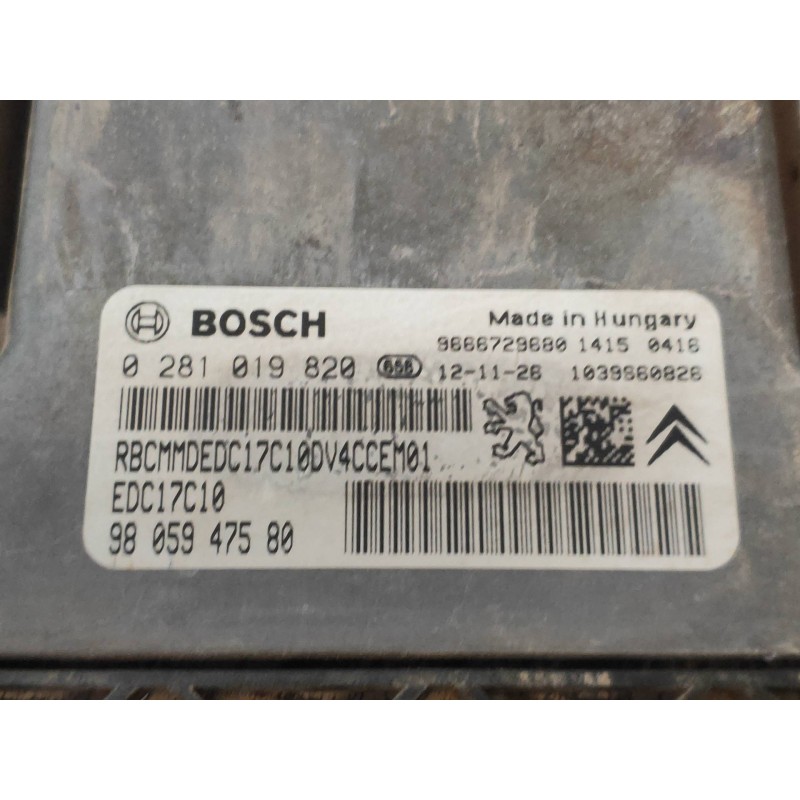 BOSCH
Made in Hungary
9666729680 1415 0416
0 281 019 820 656 12-11-26 1039S60826
RBCMMDEDC17C10DV4CCEM01
EDC17C10
98 059 475 80